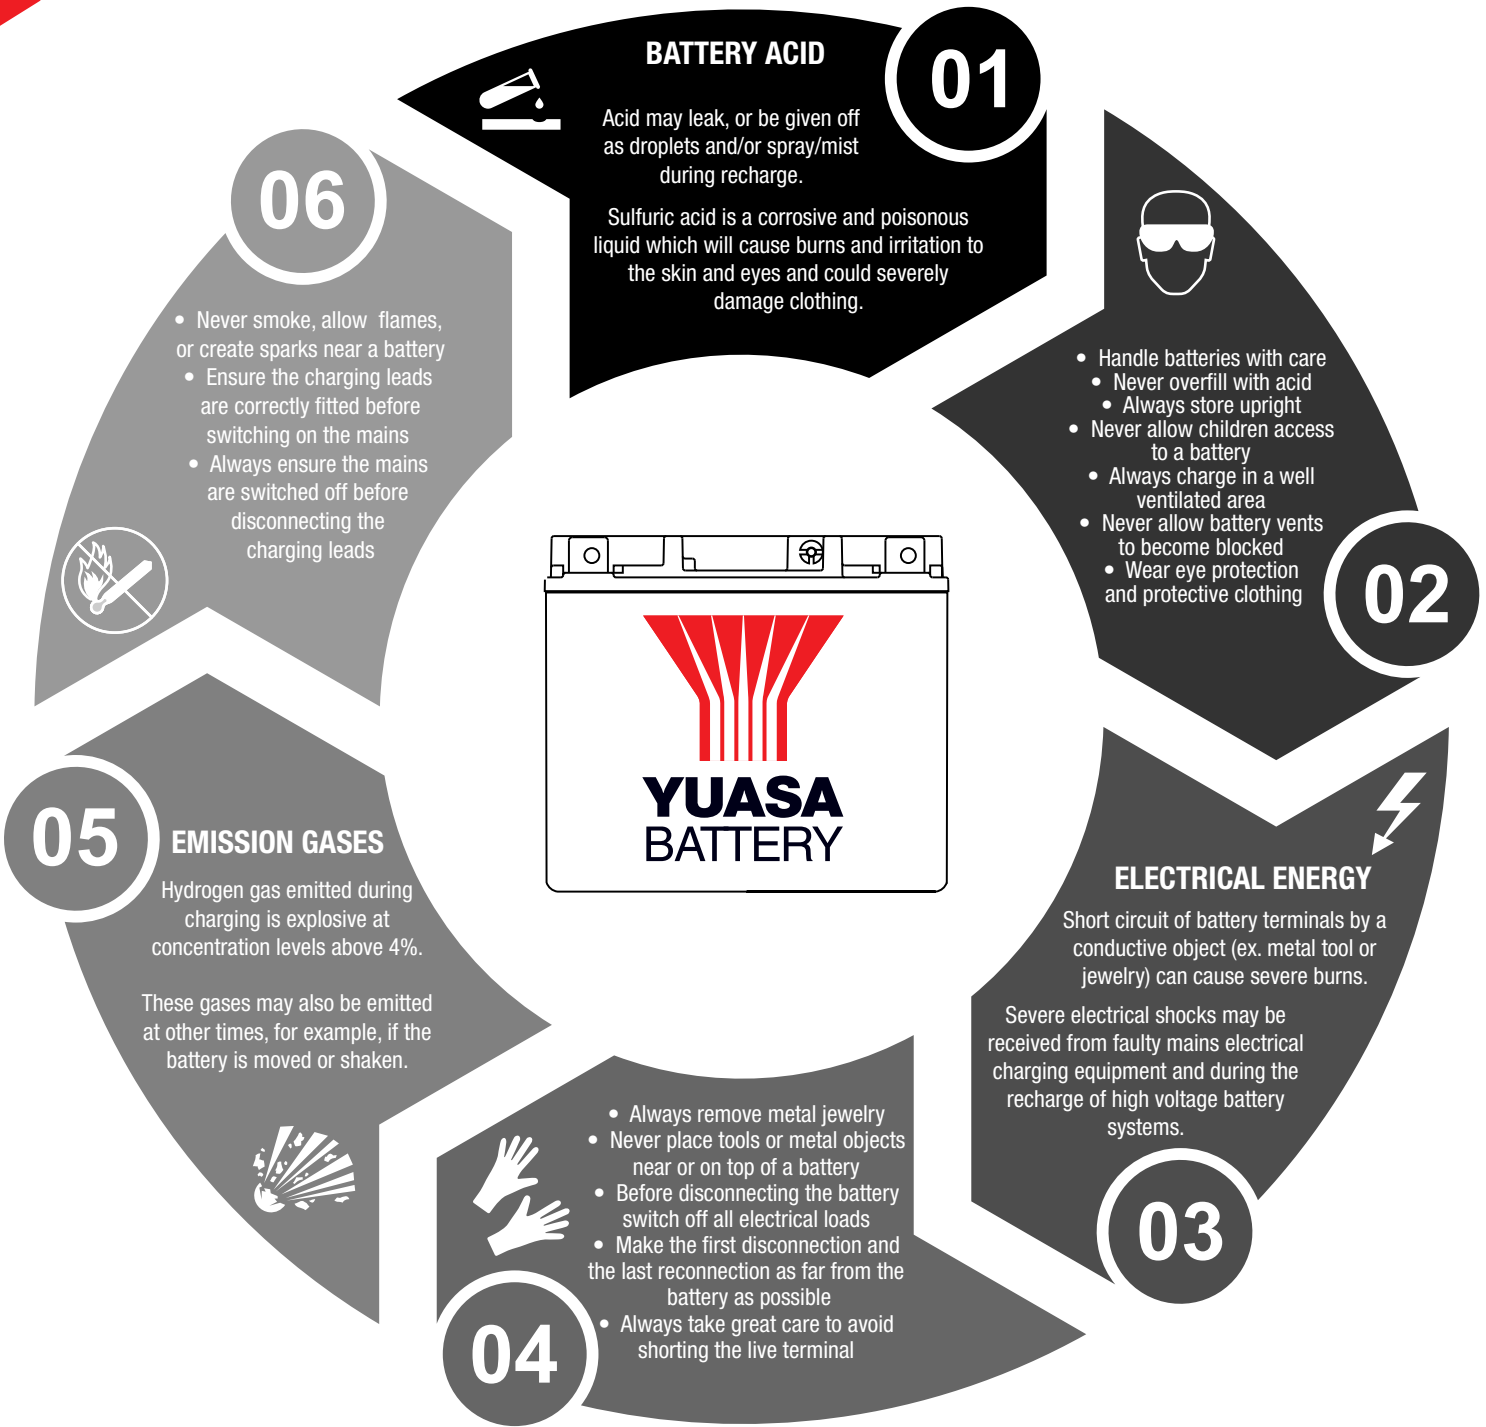 BATTERY ACID
01
Acid may leak, or be given off
as droplets and/or spray/mist
during recharge.
Sulfuric acid is a corrosive and poisonous
liquid which will cause burns and irritation to
the skin and eyes and could severely
damage clothing.
• Handle batteries with care
• Never overfill with acid
• Always store upright
• Never allow children access
to a battery
• Always charge in a well
ventilated area
• Never allow battery vents
to become blocked
• Wear eye protection
and protective clothing
02
ELECTRICAL ENERGY
Short circuit of battery terminals by a
conductive object (ex. metal tool or
jewelry) can cause severe burns.
Severe electrical shocks may be
received from faulty mains electrical
charging equipment and during the
recharge of high voltage battery
systems.
03
• Always remove metal jewelry
• Never place tools or metal objects
near or on top of a battery
• Before disconnecting the battery
switch off all electrical loads
• Make the first disconnection and
the last reconnection as far from the
battery as possible
• Always take great care to avoid
shorting the live terminal
04
05
EMISSION GASES
Hydrogen gas emitted during
charging is explosive at
concentration levels above 4%.
These gases may also be emitted
at other times, for example, if the
battery is moved or shaken.
06
• Never smoke, allow flames,
or create sparks near a battery
• Ensure the charging leads
are correctly fitted before
switching on the mains
• Always ensure the mains
are switched off before
disconnecting the
charging leads
YUASA
BATTERY